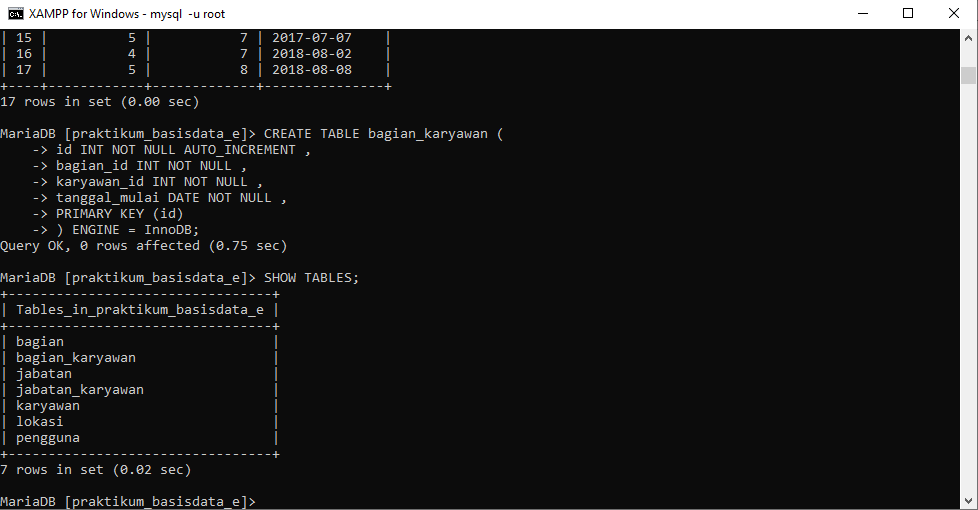 XAMPP for Windows - mysql  -u root
| 15 |          5 |           7 | 2017-07-07    |
| 16 |          4 |           7 | 2018-08-02    |
| 17 |          5 |           8 | 2018-08-08    |
+----+------------+-------------+---------------+
17 rows in set (0.00 sec)
MariaDB [praktikum_basisdata_e]> CREATE TABLE bagian_karyawan (
    -> id INT NOT NULL AUTO_INCREMENT ,
    -> bagian_id INT NOT NULL ,
    -> karyawan_id INT NOT NULL ,
    -> tanggal_mulai DATE NOT NULL ,
    -> PRIMARY KEY (id)
    -> ) ENGINE = InnoDB;
Query OK, 0 rows affected (0.75 sec)
MariaDB [praktikum_basisdata_e]> SHOW TABLES;
+---------------------------------+
| Tables_in_praktikum_basisdata_e |
+---------------------------------+
| bagian                          |
| bagian_karyawan                 |
| jabatan                         |
| jabatan_karyawan                |
| karyawan                        |
| lokasi                          |
| pengguna                        |
+---------------------------------+
7 rows in set (0.02 sec)
MariaDB [praktikum_basisdata_e]>